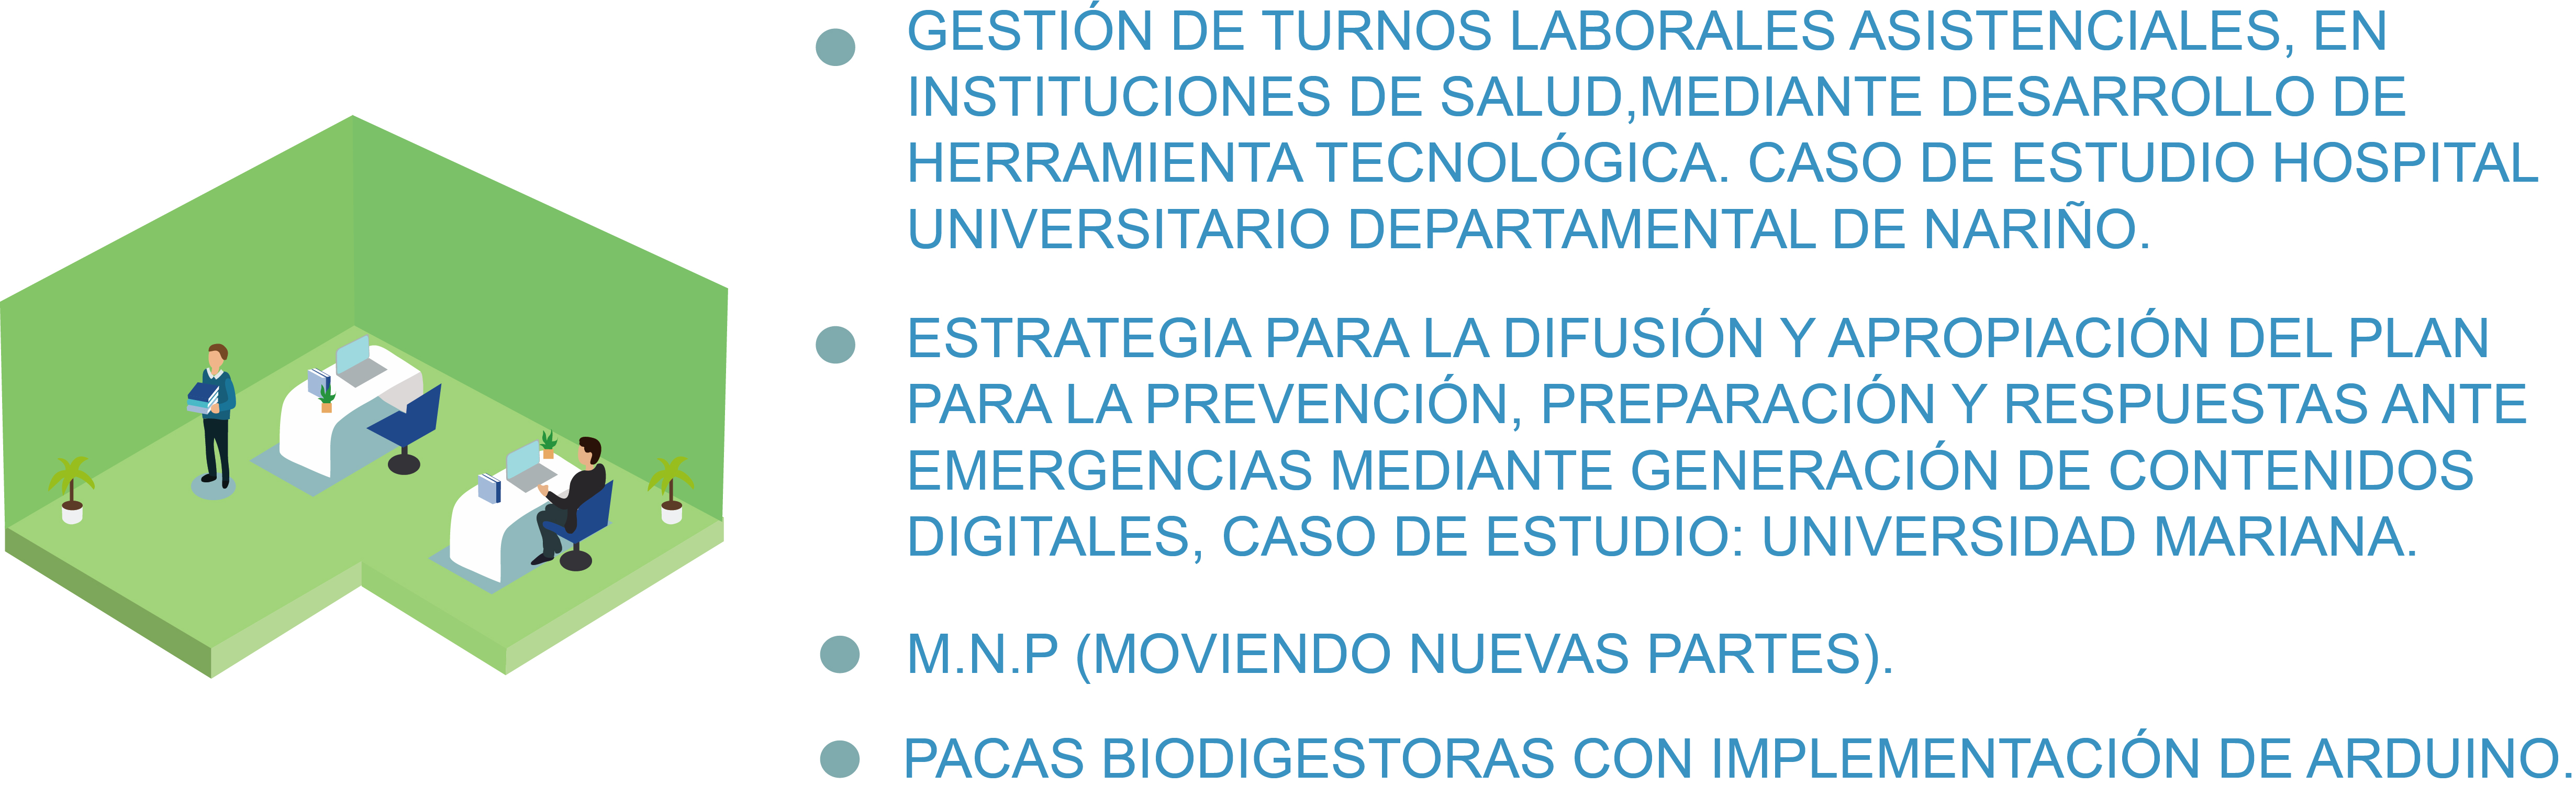 GESTIÓN DE TURNOS LABORALES ASISTENCIALES, EN
INSTITUCIONES DE SALUD,MEDIANTE DESARROLLO DE
HERRAMIENTA TECNOLÓGICA. CASO DE ESTUDIO HOSPITAL
UNIVERSITARIO DEPARTAMENTAL DE NARIÑO.
ESTRATEGIA PARA LA DIFUSIÓN Y APROPIACIÓN DEL PLAN
PARA LA PREVENCIÓN, PREPARACIÓN Y RESPUESTAS ANTE
EMERGENCIAS MEDIANTE GENERACIÓN DE CONTENIDOS
DIGITALES, CASO DE ESTUDIO: UNIVERSIDAD MARIANA.
M.N.P (MOVIENDO NUEVAS PARTES).
PACAS BIODIGESTORAS CON IMPLEMENTACIÓN DE ARDUINO.